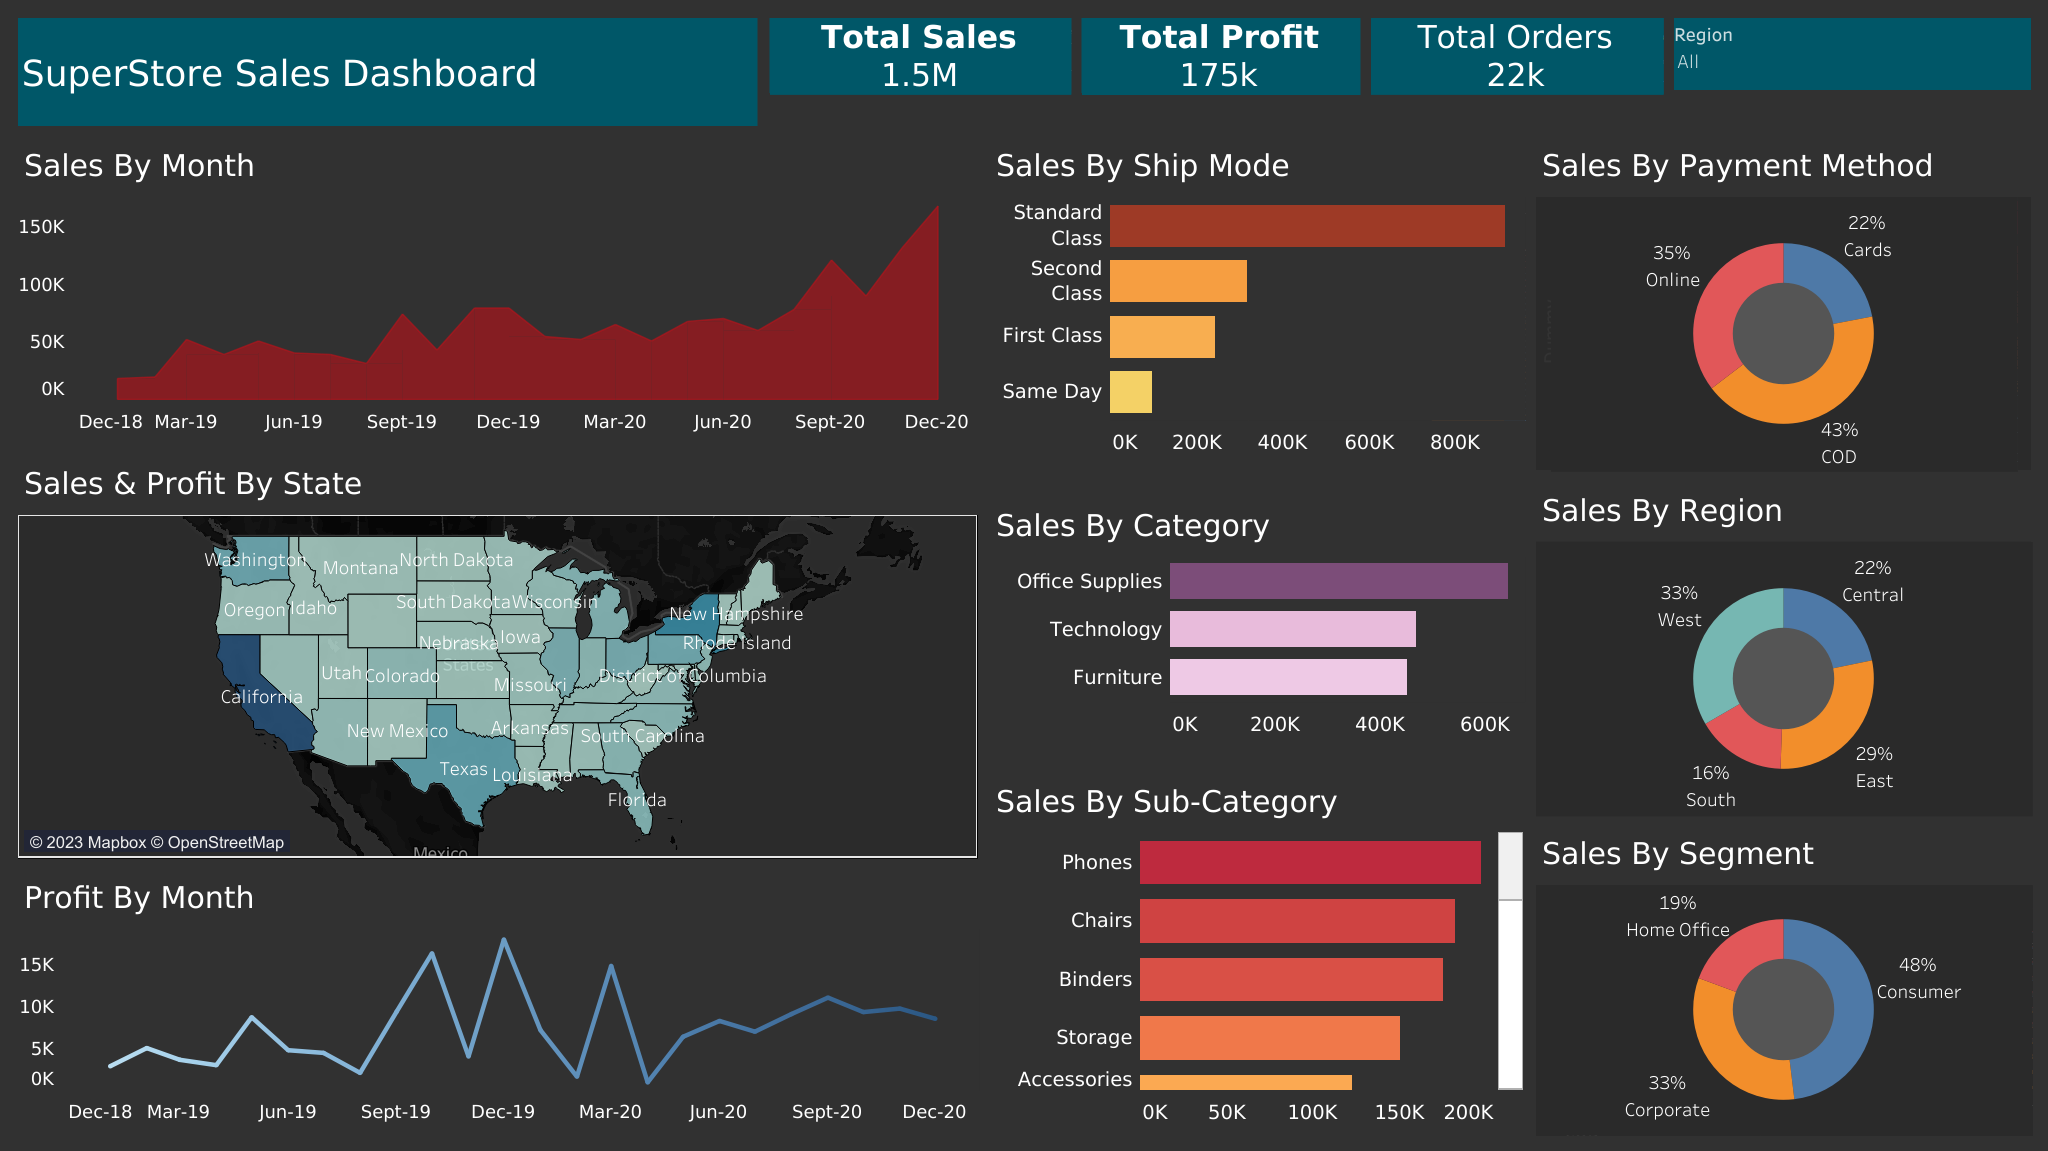 SuperStore Sales Dashboard
Total Sales
1.5M
Total Profit
175k
Total Orders
22k
Region
All
Sales By Month
150K
100K
50K
0K
Dec-18 Mar-19 Jun-19 Sept-19 Dec-19 Mar-20 Jun-20 Sept-20 Dec-20
Sales & Profit By State
Washington
Montana
North Dakota
Oregon
Idaho
South Dakota
Wisconsin
New Hampshire
Nebraska
Iowa
Rhode Island
States
Utah
Colorado
Missouri
District of Columbia
California
New Mexico
Arkansas
South Carolina
Texas
Louisiana
Florida
Mexico
© 2023 Mapbox © OpenStreetMap
Profit By Month
15K
10K
5K
0K
Dec-18 Mar-19 Jun-19 Sept-19 Dec-19 Mar-20 Jun-20 Sept-20 Dec-20
Sales By Ship Mode
Standard
Class
Second
Class
First Class
Same Day
0K 200K 400K 600K 800K
Sales By Category
Office Supplies
Technology
Furniture
0K 200K 400K 600K
Sales By Sub-Category
Phones
Chairs
Binders
Storage
Accessories
0K 50K 100K 150K 200K
Sales By Payment Method
22%
Cards
35%
Online
43%
COD
Sales By Region
22%
Central
33%
West
29%
East
16%
South
Sales By Segment
19%
Home Office
48%
Consumer
33%
Corporate